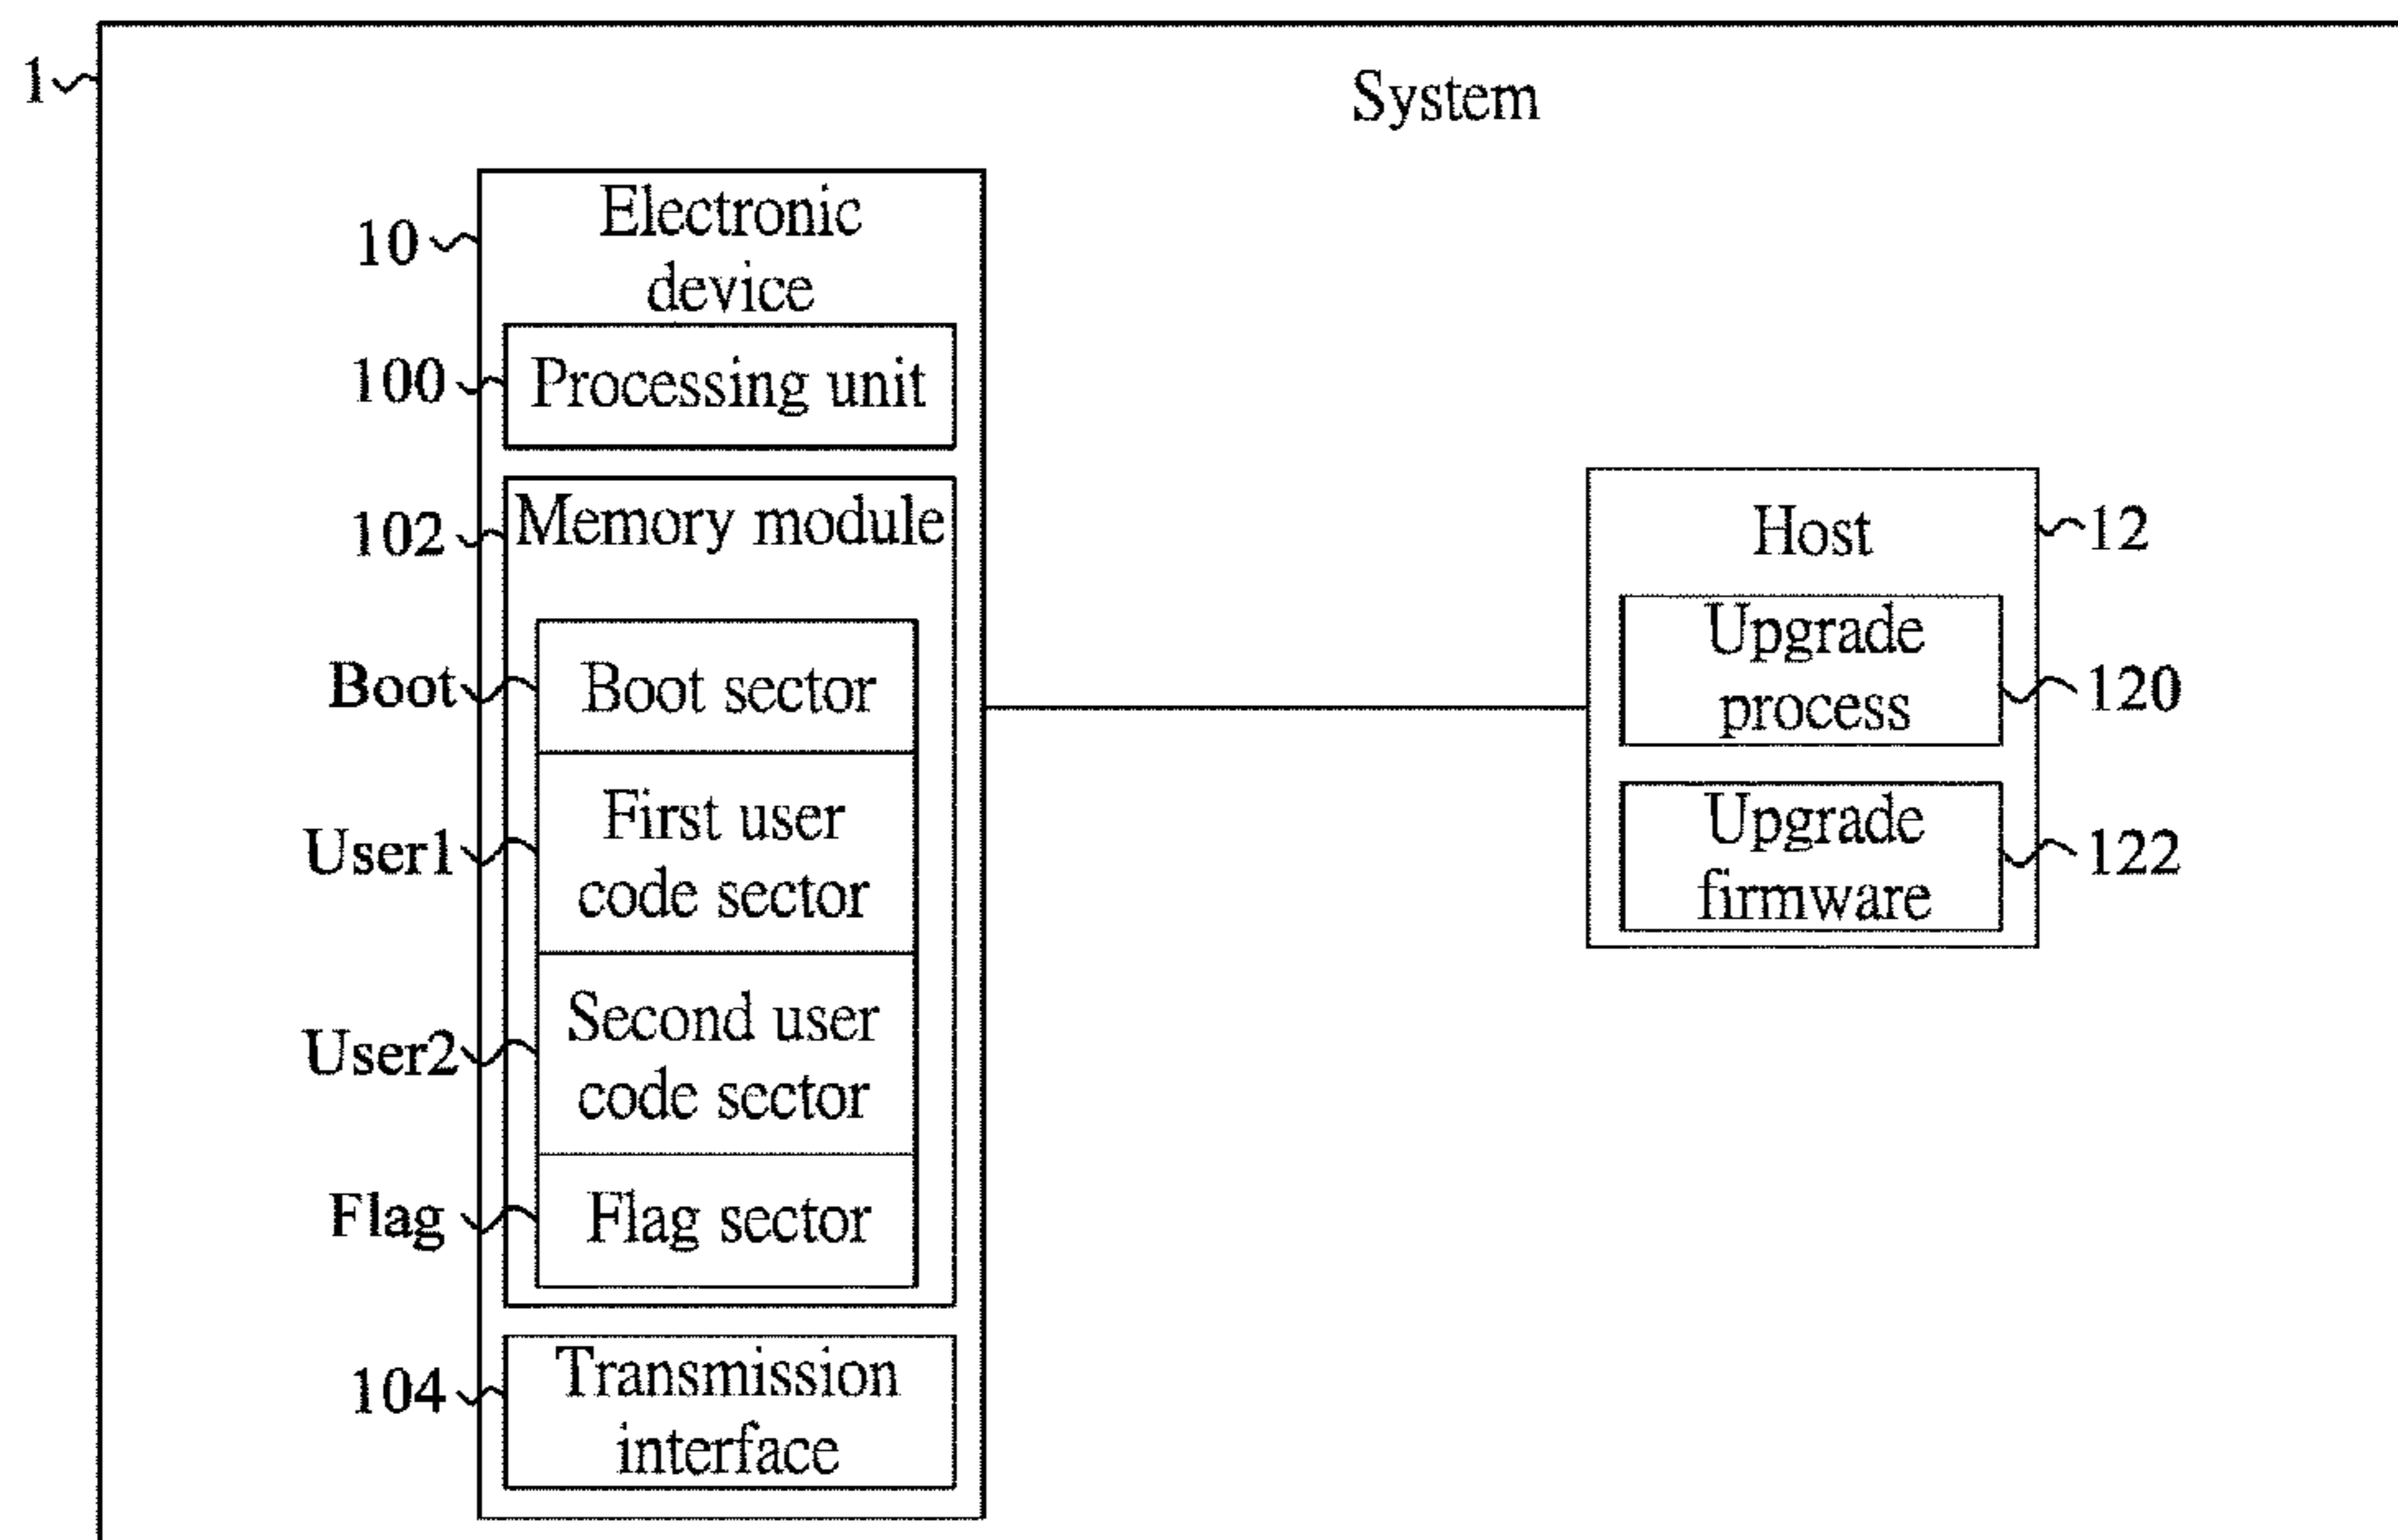 1
System
10
Electronic
device
100
Processing unit
102
Memory module
Boot
Boot sector
User1
First user
code sector
User2
Second user
code sector
Flag
Flag sector
104
Transmission
interface
Host
12
Upgrade
process
120
Upgrade
firmware
122